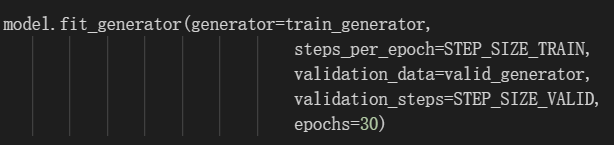 model.fit_generator(generator=train_generator,
steps_per_epoch=STEP_SIZE_TRAIN,
validation_data=valid_generator,
validation_steps=STEP_SIZE_VALID,
epochs=30)